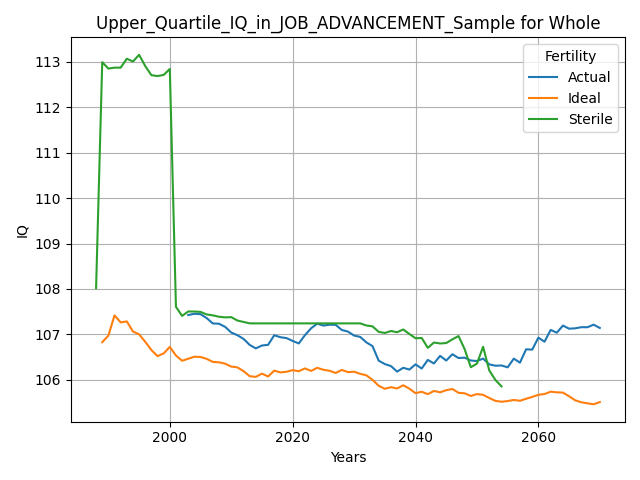 Upper_Quartile_IQ_in_JOB_ADVANCEMENT_Sample for Whole
Fertility
Actual
Ideal
Sterile
113
112
111
110
109
108
107
106
IQ
2000
2020
2040
2060
Years